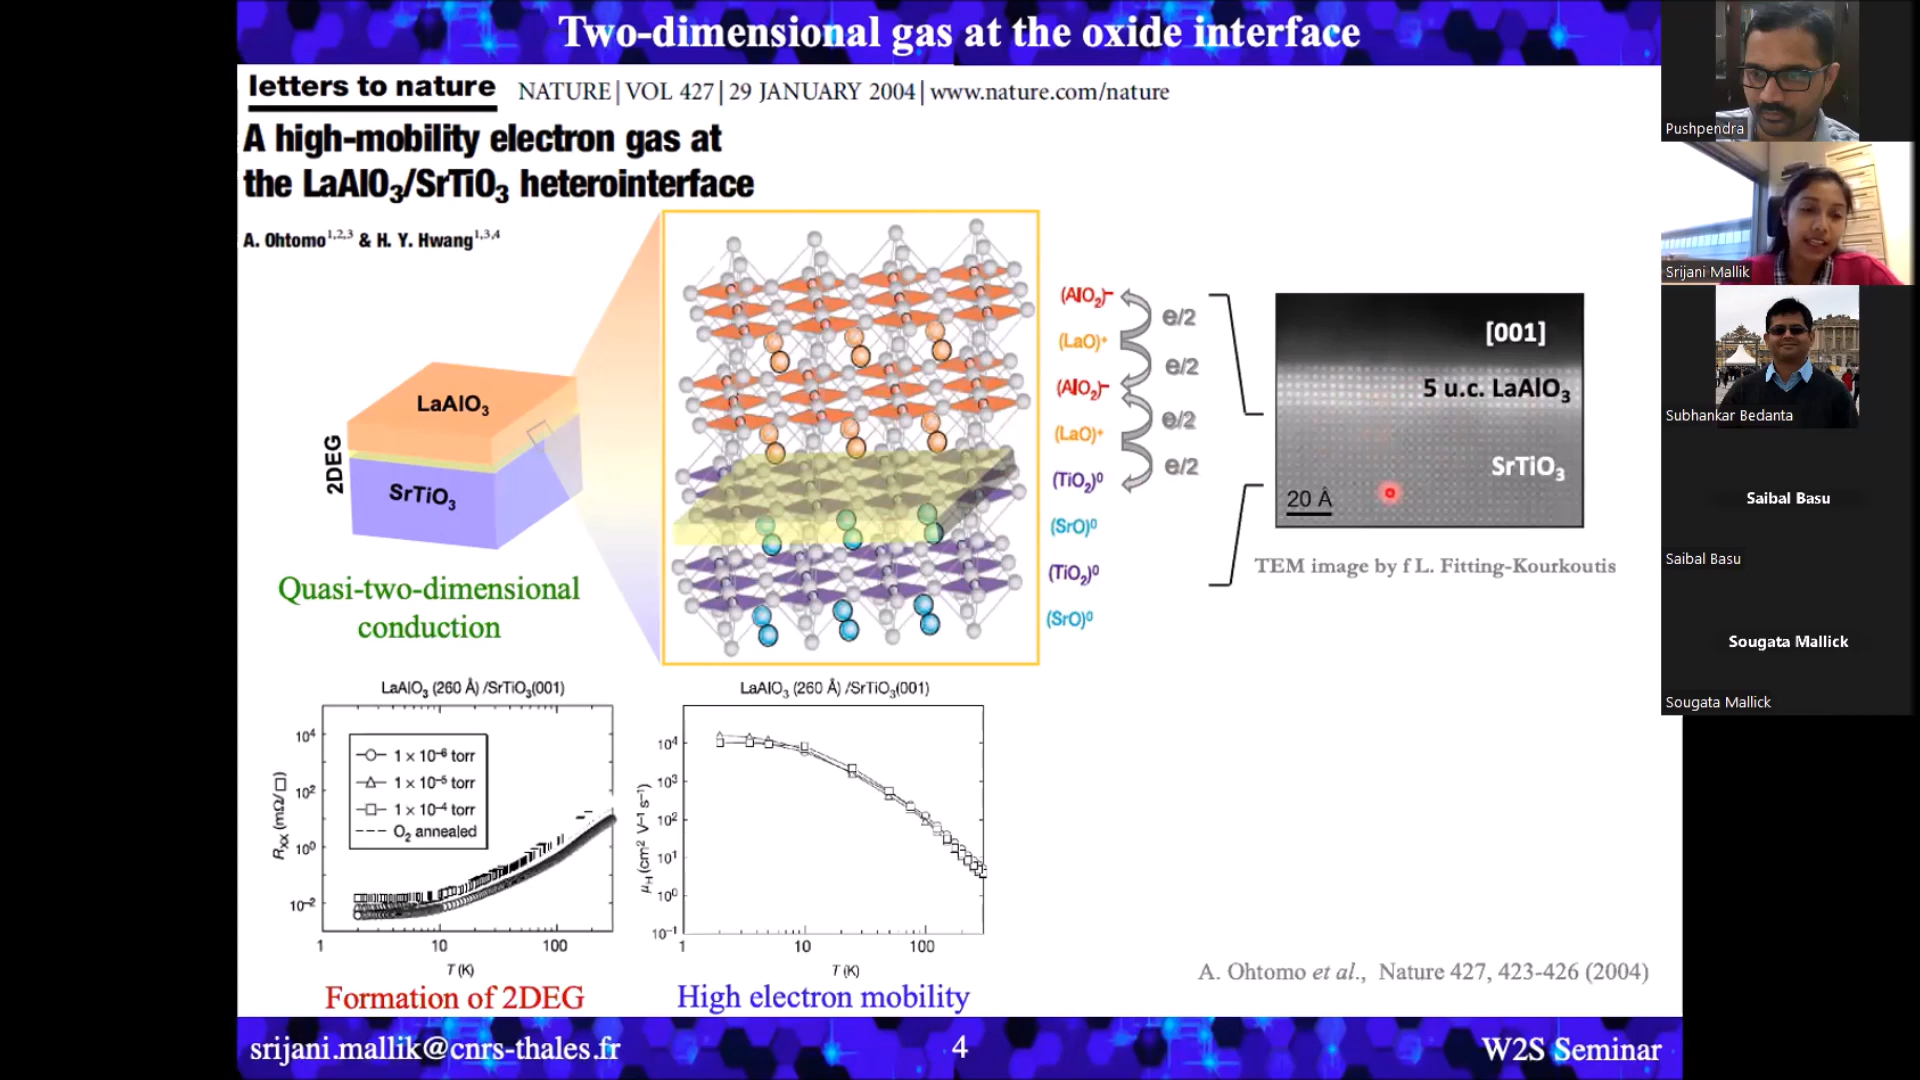 Two-dimensional gas at the oxide interface
letters to nature
NATURE | VOL 427 | 29 JANUARY 2004 | www.nature.com/nature
A high-mobility electron gas at
the LaAlO₃/SrTiO₃ heterointerface
A. Ohtomo¹,²,³ & H. Y. Hwang¹,³,⁴
LaAlO₃
2DEG
SrTiO₃
Quasi-two-dimensional
conduction
(AlO₂)⁻
e/2
(LaO)⁺
e/2
(AlO₂)⁻
e/2
(LaO)⁺
e/2
(TiO₂)⁰
(SrO)⁰
(TiO₂)⁰
(SrO)⁰
[001]
5 u.c. LaAlO₃
SrTiO₃
20 Å
TEM image by f L. Fitting-Kourkoutis
LaAlO₃ (260 Å) /SrTiO₃(001)
10⁴
10²
10⁰
10⁻²
Rxx (mΩ/□)
1 × 10⁻⁶ torr
1 × 10⁻⁵ torr
1 × 10⁻⁴ torr
O₂ annealed
1 10 100
T (K)
Formation of 2DEG
LaAlO₃ (260 Å) /SrTiO₃(001)
10⁴
10³
10²
10¹
10⁰
10⁻¹
μH (cm² V⁻¹ s⁻¹)
1 10 100
T (K)
High electron mobility
A. Ohtomo et al., Nature 427, 423-426 (2004)
srijani.mallik@cnrs-thales.fr
4
W2S Seminar
Pushpendra
Srijani Mallik
Subhankar Bedanta
Saibal Basu
Saibal Basu
Sougata Mallick
Sougata Mallick